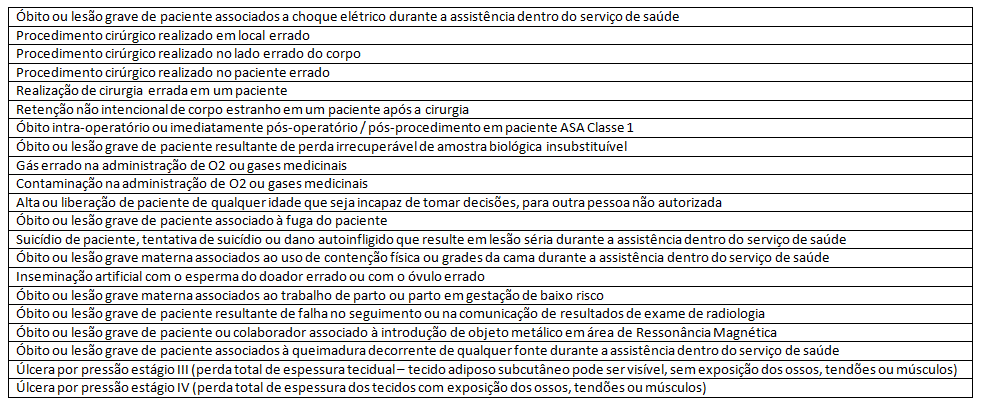 Óbito ou lesão grave de paciente associados a choque elétrico durante a assistência dentro do serviço de saúde
Procedimento cirúrgico realizado em local errado
Procedimento cirúrgico realizado no lado errado do corpo
Procedimento cirúrgico realizado no paciente errado
Realização de cirurgia errada em um paciente
Retenção não intencional de corpo estranho em um paciente após a cirurgia
Óbito intra-operatório ou imediatamente pós-operatório / pós-procedimento em paciente ASA Classe 1
Óbito ou lesão grave de paciente resultante de perda irrecuperável de amostra biológica insubstituível
Gás errado na administração de O2 ou gases medicinais
Contaminação na administração de O2 ou gases medicinais
Alta ou liberação de paciente de qualquer idade que seja incapaz de tomar decisões, para outra pessoa não autorizada
Óbito ou lesão grave de paciente associado à fuga do paciente
Suicídio de paciente, tentativa de suicídio ou dano autoinfligido que resulte em lesão séria durante a assistência dentro do serviço de saúde
Óbito ou lesão grave materna associados ao uso de contenção física ou grades da cama durante a assistência dentro do serviço de saúde
Inseminação artificial com o esperma do doador errado ou com o óvulo errado
Óbito ou lesão grave materna associados ao trabalho de parto ou parto em gestação de baixo risco
Óbito ou lesão grave de paciente resultante de falha no seguimento ou na comunicação de resultados de exame de radiologia
Óbito ou lesão grave de paciente ou colaborador associado à introdução de objeto metálico em área de Ressonância Magnética
Óbito ou lesão grave de paciente associados à queimadura decorrente de qualquer fonte durante a assistência dentro do serviço de saúde
Úlcera por pressão estágio III (perda total de espessura tecidual – tecido adiposo subcutâneo pode ser visível, sem exposição dos ossos, tendões ou músculos)
Úlcera por pressão estágio IV (perda total de espessura dos tecidos com exposição dos ossos, tendões ou músculos)